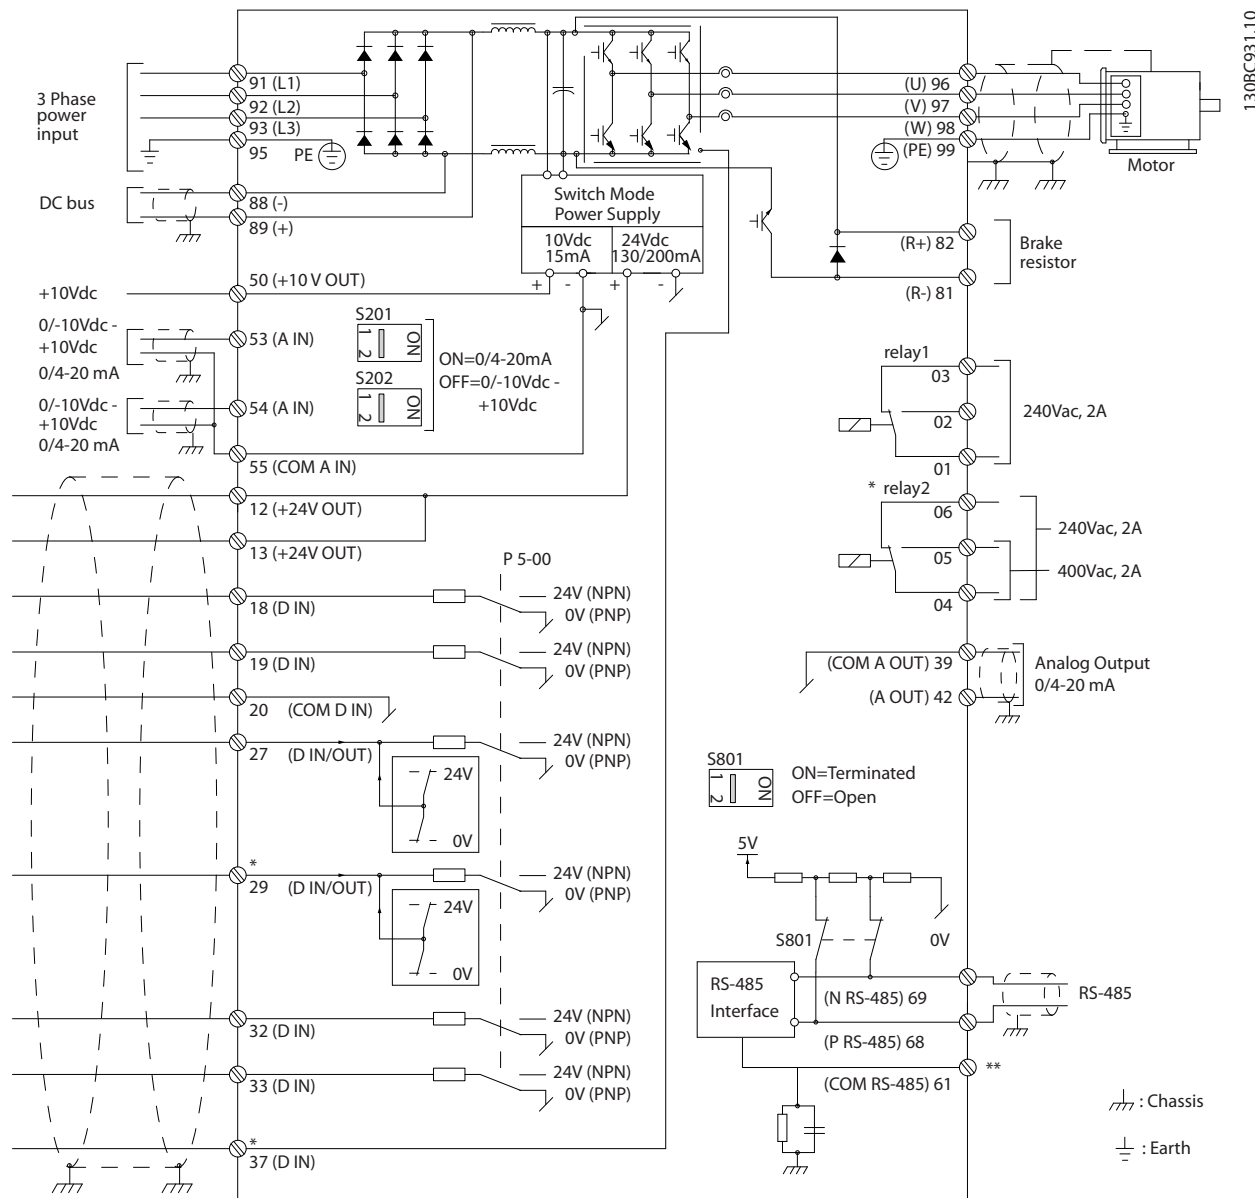 130BC931.10
3 Phase
power
input
91 (L1)
92 (L2)
93 (L3)
95
PE
DC bus
88 (-)
89 (+)
+10Vdc
50 (+10 V OUT)
0/-10Vdc -
+10Vdc
0/4-20 mA
53 (A IN)
0/-10Vdc -
+10Vdc
0/4-20 mA
54 (A IN)
55 (COM A IN)
12 (+24V OUT)
13 (+24V OUT)
18 (D IN)
19 (D IN)
20 (COM D IN)
27 (D IN/OUT)
24V
0V
*
29 (D IN/OUT)
24V
0V
32 (D IN)
33 (D IN)
*
37 (D IN)
S201
1 2 ON
S202
1 2 ON
ON=0/4-20mA
OFF=0/-10Vdc -
+10Vdc
P 5-00
24V (NPN)
0V (PNP)
24V (NPN)
0V (PNP)
24V (NPN)
0V (PNP)
24V (NPN)
0V (PNP)
24V (NPN)
0V (PNP)
24V (NPN)
0V (PNP)
Switch Mode
Power Supply
10Vdc
15mA
24Vdc
130/200mA
+ - + -
(U) 96
(V) 97
(W) 98
(PE) 99
Motor
(R+) 82
(R-) 81
Brake
resistor
relay1
03
02
01
240Vac, 2A
* relay2
06
05
04
240Vac, 2A
400Vac, 2A
(COM A OUT) 39
(A OUT) 42
Analog Output
0/4-20 mA
S801
1 2 ON
ON=Terminated
OFF=Open
5V
S801
0V
RS-485
Interface
(N RS-485) 69
(P RS-485) 68
(COM RS-485) 61
**
RS-485
: Chassis
: Earth